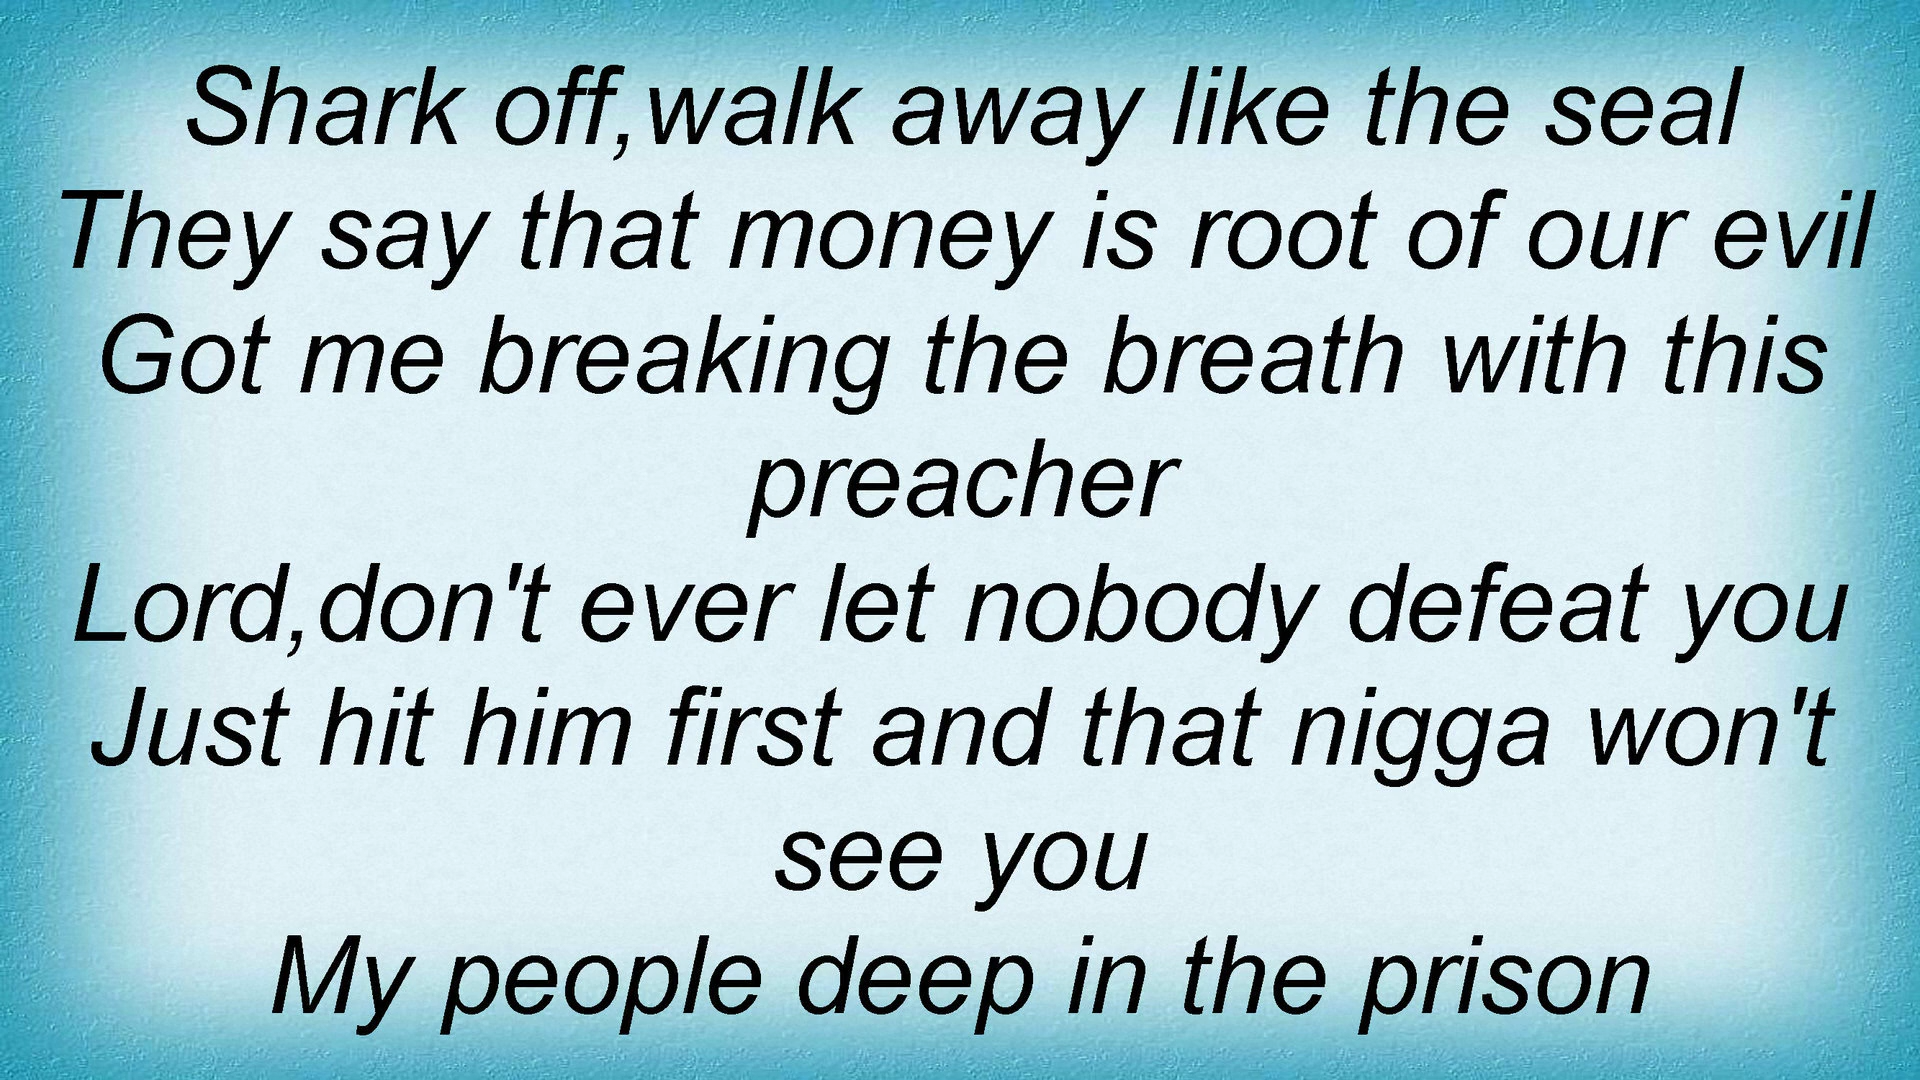 Shark off,walk away like the seal
They say that money is root of our evil
Got me breaking the breath with this
preacher
Lord,don't ever let nobody defeat you
Just hit him first and that nigga won't
see you
My people deep in the prison